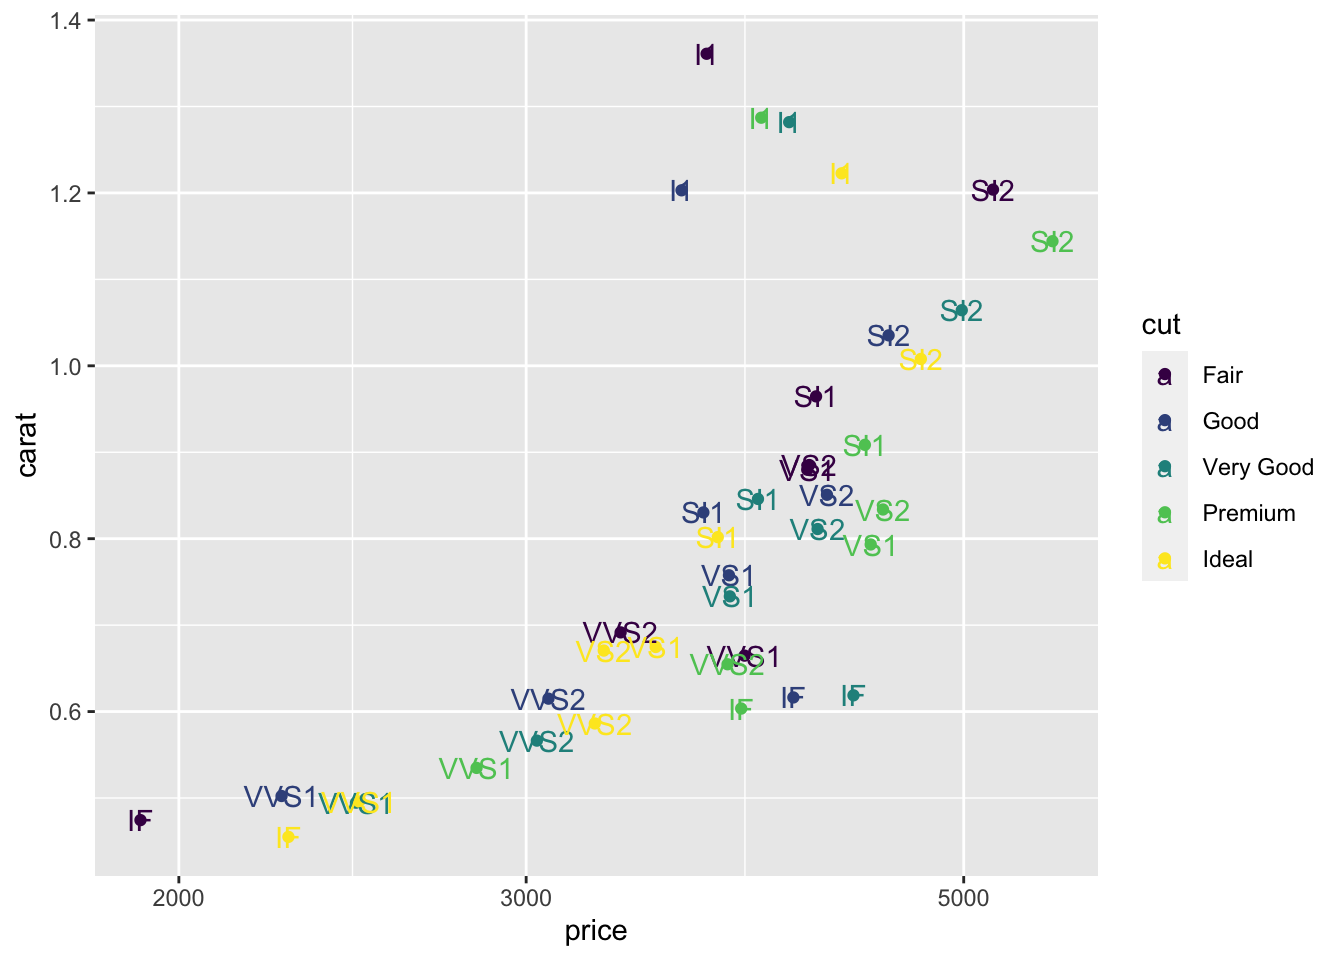 1.4
I1
I1
I1
I1
1.2
I1
SI2
SI2
SI2
SI2
1.0
SI2
SI1
SI1
VS2
VS1
VS2
SI1
SI1
VS2
VS2
0.8
SI1
VS1
VS1
VS1
VVS2
VS2
VS1
VVS1
VVS2
IF
IF
IF
VVS2
0.6
VVS2
VVS2
VVS1
VVS1
VVS1
VVS1
IF
IF
2000
3000
5000
price
carat
cut
a Fair
a Good
a Very Good
a Premium
a Ideal